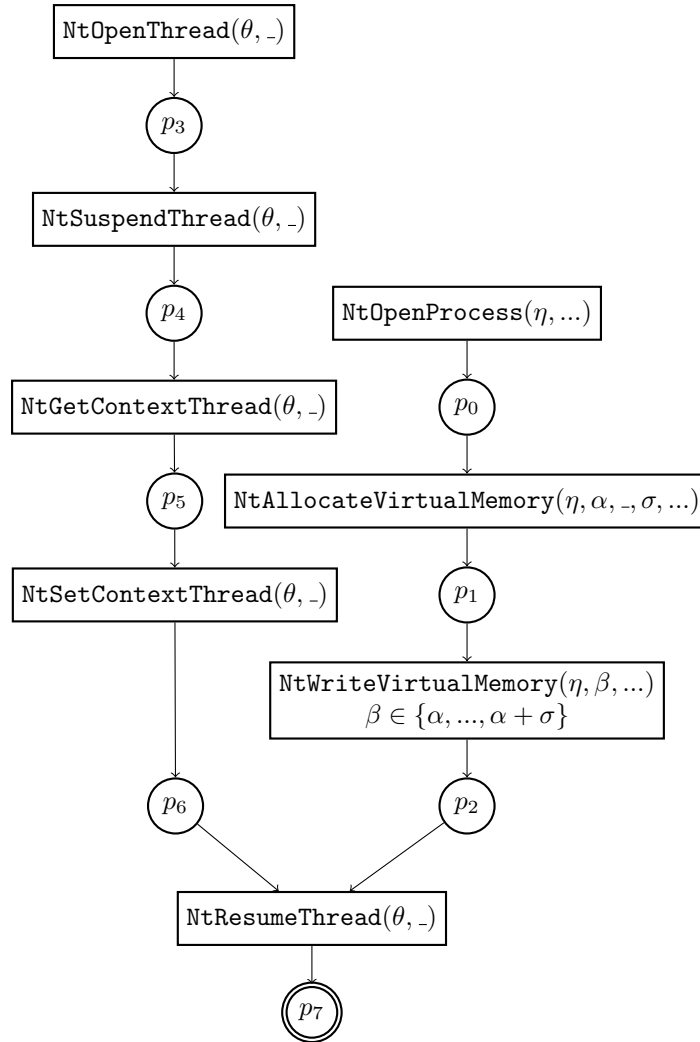 NtOpenThread(θ, _)
p₃
NtSuspendThread(θ, _)
p₄
NtOpenProcess(η, ...)
NtGetContextThread(θ, _)
p₀
p₅
NtAllocateVirtualMemory(η, α, _, σ, ...)
NtSetContextThread(θ, _)
p₁
NtWriteVirtualMemory(η, β, ...)
β ∈ {α, ..., α + σ}
p₆
p₂
NtResumeThread(θ, _)
p₇